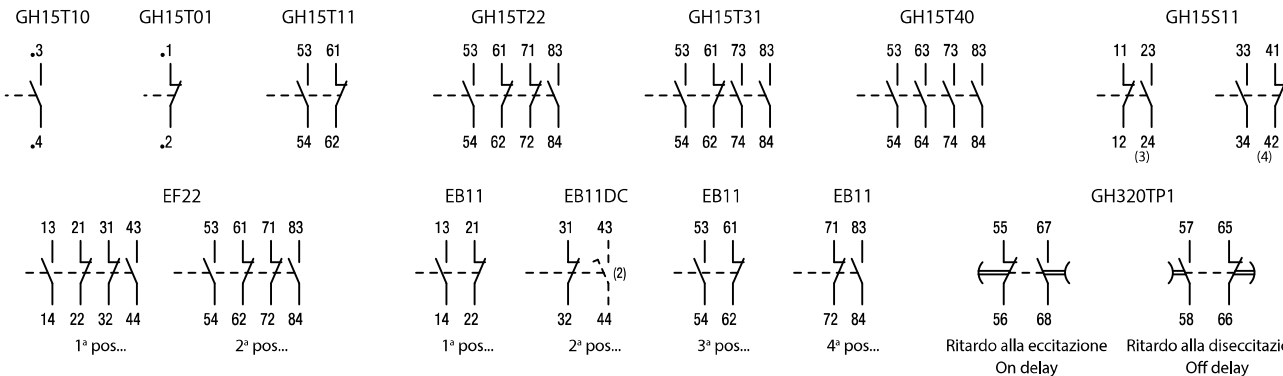 GH15T10 GH15T01 GH15T11 GH15T22 GH15T31 GH15T40 GH15S11
.3 .1 53 61 53 61 71 83 53 61 73 83 53 63 73 83 11 23 33 41
.4 .2 54 62 54 62 72 84 54 62 74 84 54 64 74 84 12 24 34 42
(3) (4)
EF22 EB11 EB11DC EB11 EB11 GH320TP1
13 21 31 43 53 61 71 83 13 21 31 43 53 61 71 83 55 67 57 65
(2)
14 22 32 44 54 62 72 84 14 22 32 44 54 62 72 84 56 68 58 66
1ª pos... 2ª pos... 1ª pos... 2ª pos... 3ª pos... 4ª pos... Ritardo alla eccitazione Ritardo alla
On delay Off delay